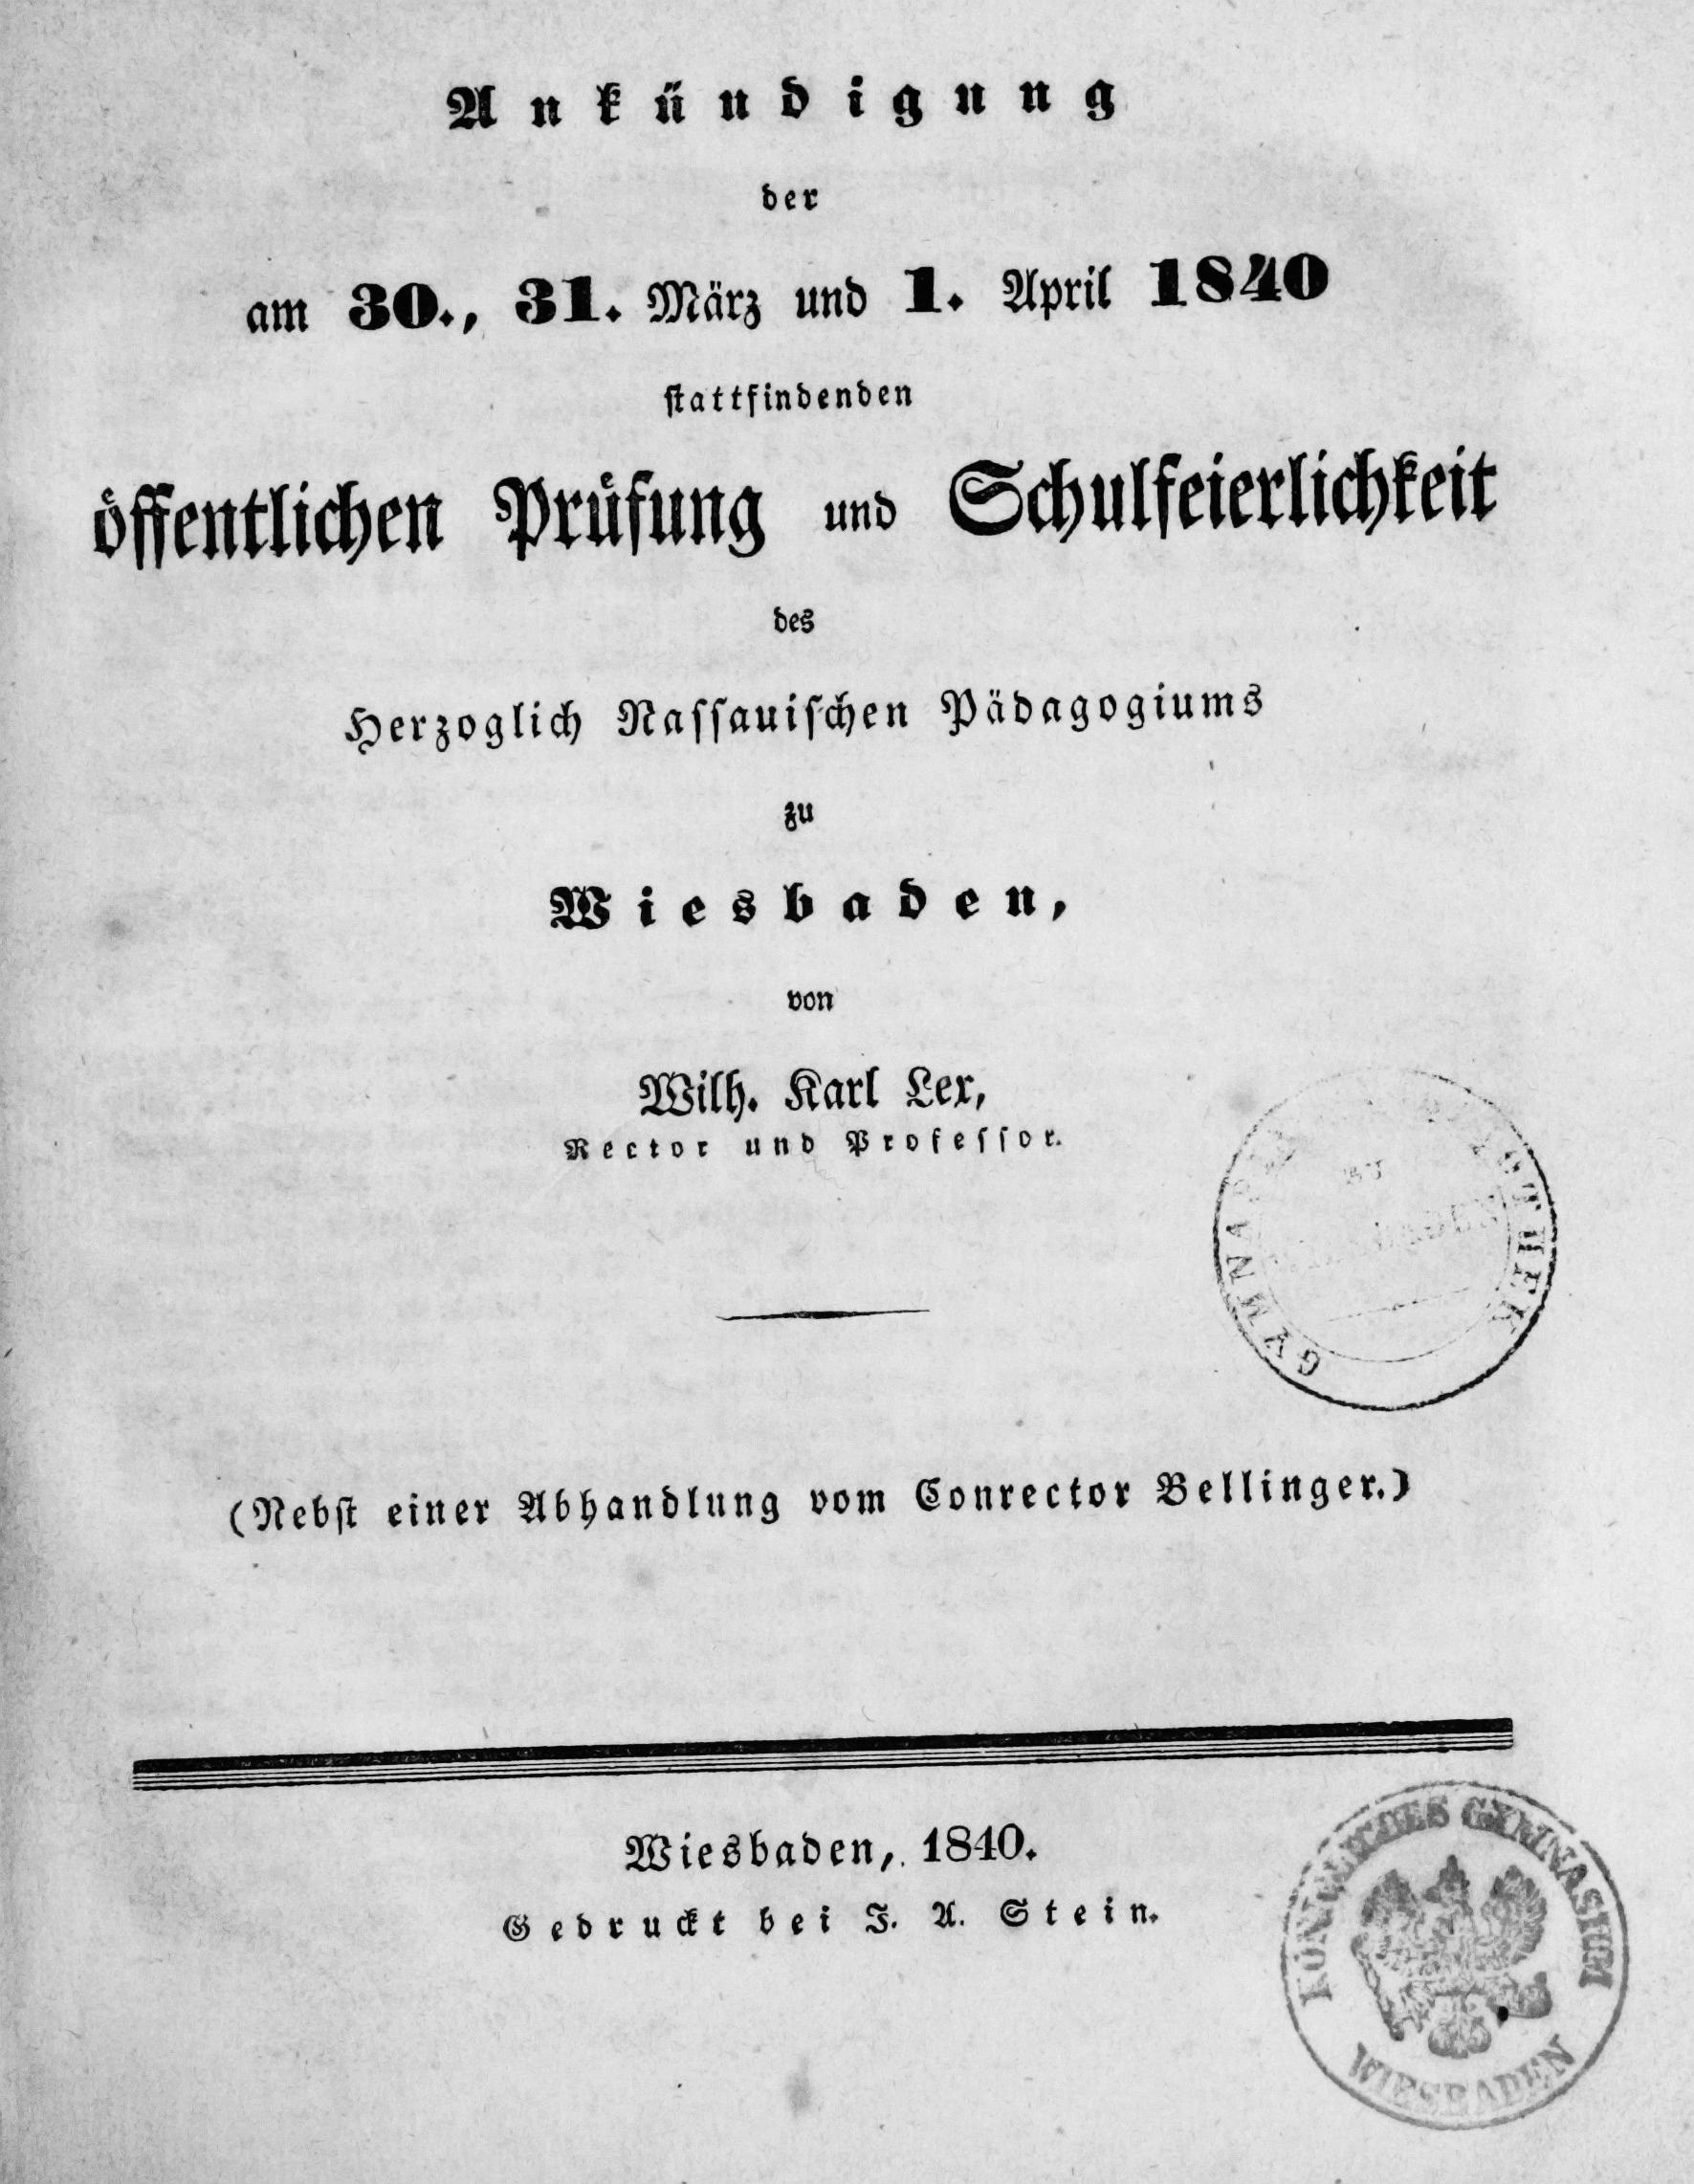 Ankündigung
der
am 30., 31. März und 1. April 1840
stattfindenden
öffentlichen Prüfung und Schulfeierlichkeit
des
Herzoglich Nassauischen Pädagogiums
zu
Wiesbaden,
von
Wilh. Karl Lex,
Rector und Professor.
(Nebst einer Abhandlung vom Conrector Bellinger.)
Wiesbaden, 1840.
Gedruckt bei J. A. Stein.
KÖNIGLICHES GYMNASIUM
WIESBADEN